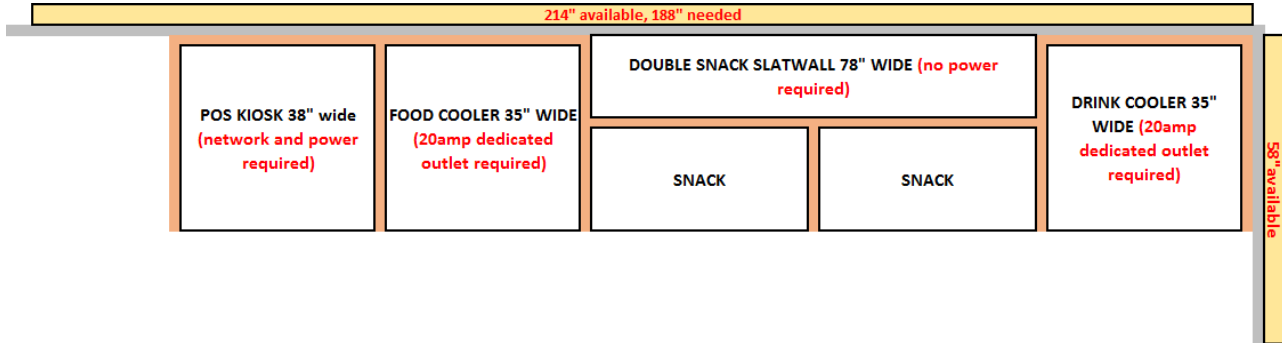 214" available, 188" needed
POS KIOSK 38" wide
(network and power
required)
FOOD COOLER 35" WIDE
(20amp dedicated
outlet required)
DOUBLE SNACK SLATWALL 78" WIDE (no power
required)
SNACK
SNACK
DRINK COOLER 35"
WIDE (20amp
dedicated outlet
required)
58" available